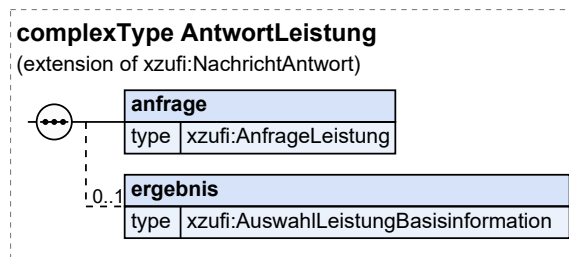 complexType AntwortLeistung
(extension of xzufi:NachrichtAntwort)
anfrage
type xzufi:AnfrageLeistung
0..1
ergebnis
type xzufi:AuswahlLeistungBasisinformation